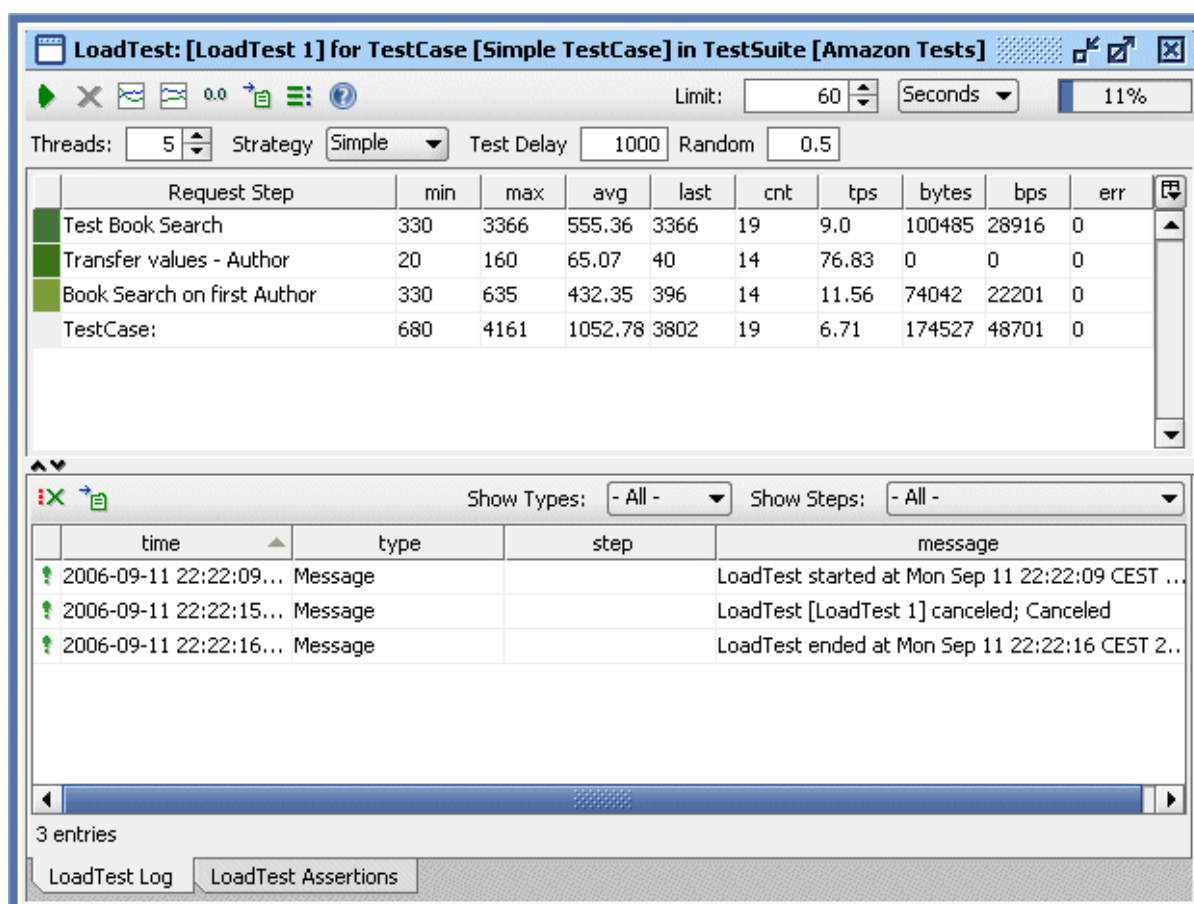 LoadTest: [LoadTest 1] for TestCase [Simple TestCase] in TestSuite [Amazon Tests]
0.0 Limit: 60 Seconds 11%
Threads: 5 Strategy Simple Test Delay 1000 Random 0.5
Request Step min max avg last cnt tps bytes bps err
Test Book Search 330 3366 555.36 3366 19 9.0 100485 28916 0
Transfer values - Author 20 160 65.07 40 14 76.83 0 0 0
Book Search on first Author 330 635 432.35 396 14 11.56 74042 22201 0
TestCase: 680 4161 1052.78 3802 19 6.71 174527 48701 0
Show Types: - All - Show Steps: - All -
time type step message
2006-09-11 22:22:09... Message LoadTest started at Mon Sep 11 22:22:09 CEST ...
2006-09-11 22:22:15... Message LoadTest [LoadTest 1] canceled; Canceled
2006-09-11 22:22:16... Message LoadTest ended at Mon Sep 11 22:22:16 CEST 2..
3 entries
LoadTest Log LoadTest Assertions